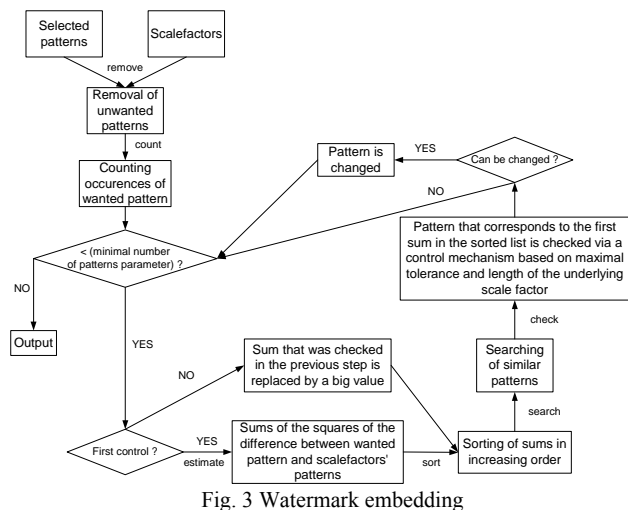 Selected
patterns
Scalefactors
remove
Removal of
unwanted
patterns
count
Counting
occurences of
wanted pattern
< (minimal number
of patterns parameter) ?
NO
Output
YES
First control ?
NO
Sum that was checked
in the previous step is
replaced by a big value
YES
estimate
Sums of the squares of the
difference between wanted
pattern and scalefactors'
patterns
sort
Sorting of sums in
increasing order
search
Searching
of similar
patterns
check
Pattern that corresponds to the first
sum in the sorted list is checked via a
control mechanism based on maximal
tolerance and length of the underlying
scale factor
Can be changed ?
YES
Pattern is
changed
NO
Fig. 3 Watermark embedding